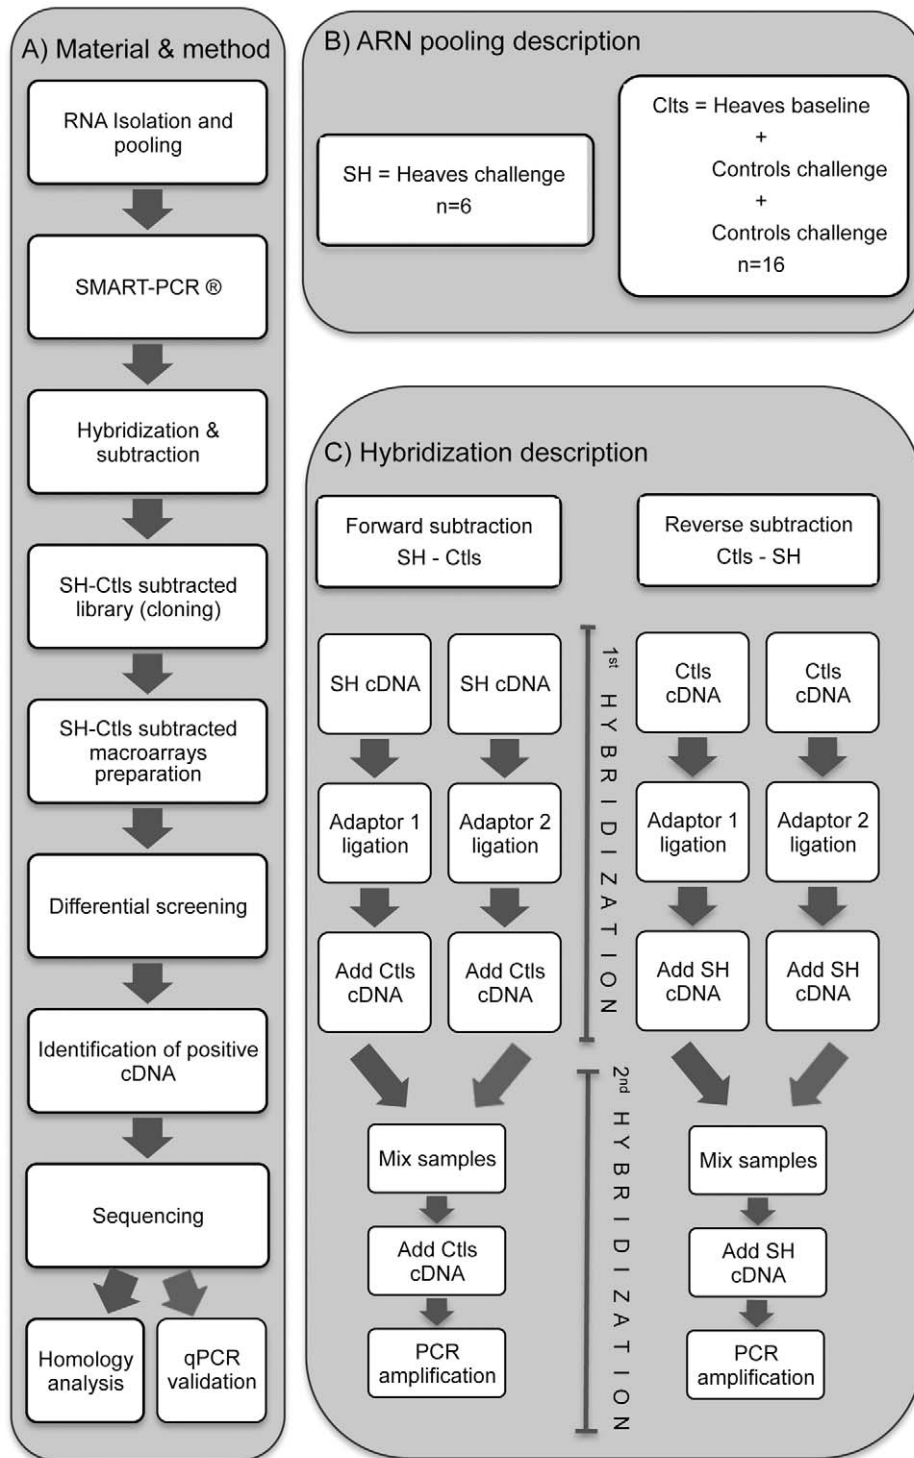 A) Material & method
RNA Isolation and
pooling
SMART-PCR ®
Hybridization &
subtraction
SH-Ctls subtracted
library (cloning)
SH-Ctls subtracted
macroarrays
preparation
Differential screening
Identification of positive
cDNA
Sequencing
Homology
analysis
qPCR
validation
B) ARN pooling description
SH = Heaves challenge
n=6
Clts = Heaves baseline
+
Controls challenge
+
Controls challenge
n=16
C) Hybridization description
Forward subtraction
SH - Ctls
Reverse subtraction
Ctls - SH
SH cDNA
SH cDNA
Adaptor 1
ligation
Adaptor 2
ligation
Add Ctls
cDNA
Add Ctls
cDNA
1st HYBRIDIZATION
Ctls
cDNA
Ctls
cDNA
Adaptor 1
ligation
Adaptor 2
ligation
Add SH
cDNA
Add SH
cDNA
Mix samples
Add Ctls
cDNA
PCR
amplification
2nd HYBRIDIZATION
Mix samples
Add SH
cDNA
PCR
amplification